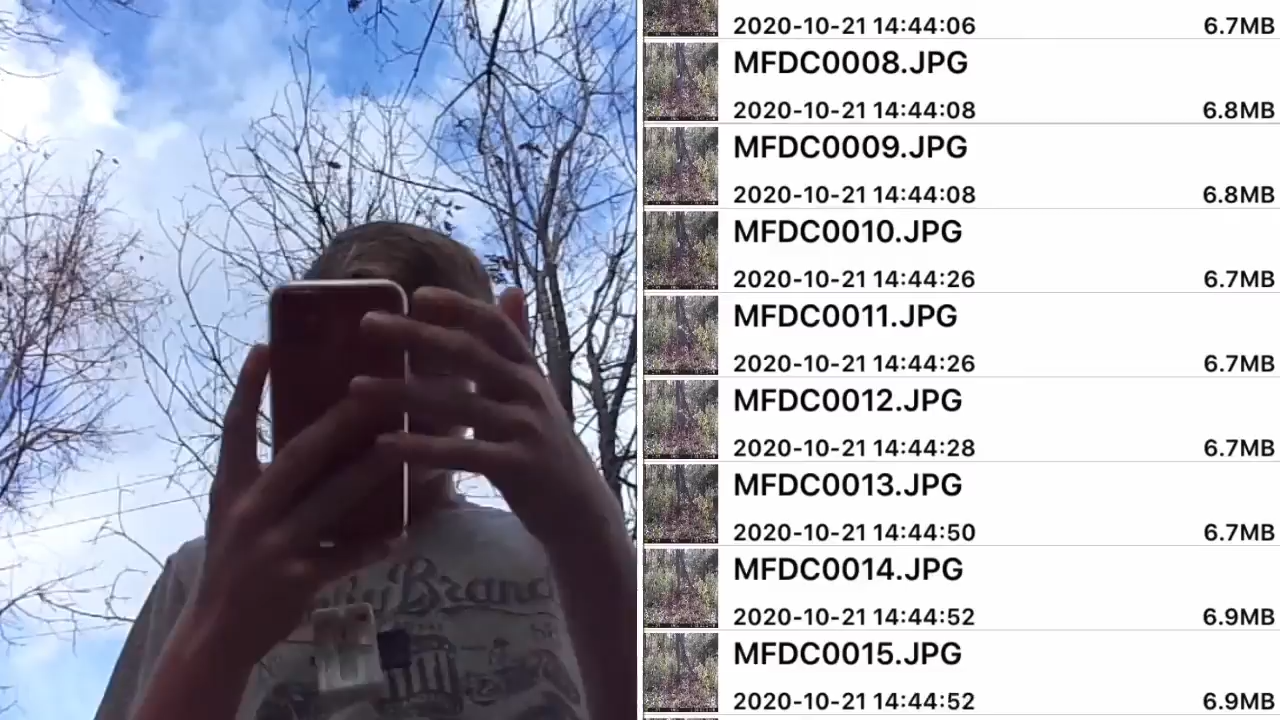 Brand
2020-10-21 14:44:06 6.7MB
MFDC0008.JPG
2020-10-21 14:44:08 6.8MB
MFDC0009.JPG
2020-10-21 14:44:08 6.8MB
MFDC0010.JPG
2020-10-21 14:44:26 6.7MB
MFDC0011.JPG
2020-10-21 14:44:26 6.7MB
MFDC0012.JPG
2020-10-21 14:44:28 6.7MB
MFDC0013.JPG
2020-10-21 14:44:50 6.7MB
MFDC0014.JPG
2020-10-21 14:44:52 6.9MB
MFDC0015.JPG
2020-10-21 14:44:52 6.9MB